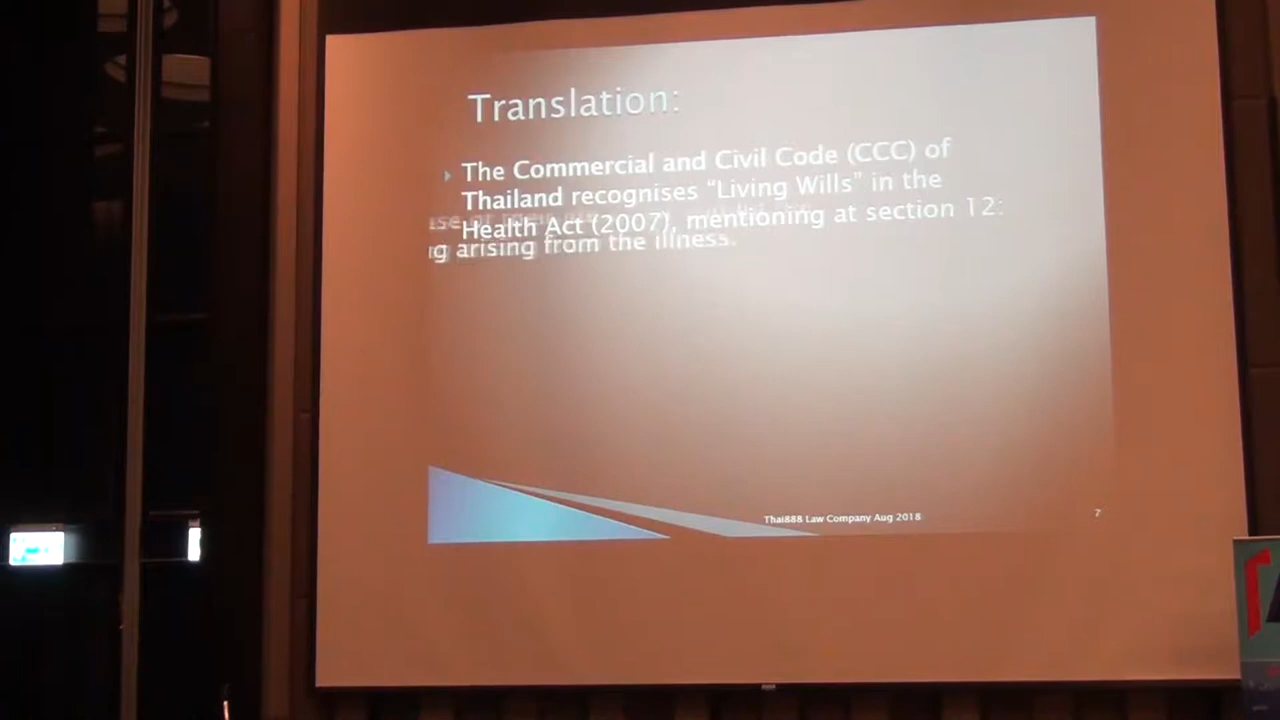 Translation:
The Commercial and Civil Code (CCC) of
Thailand recognises “Living Wills” in the
Health Act (2007), mentioning at section 12:
arising from the illness.
Thai888 Law Company Aug 2018
7